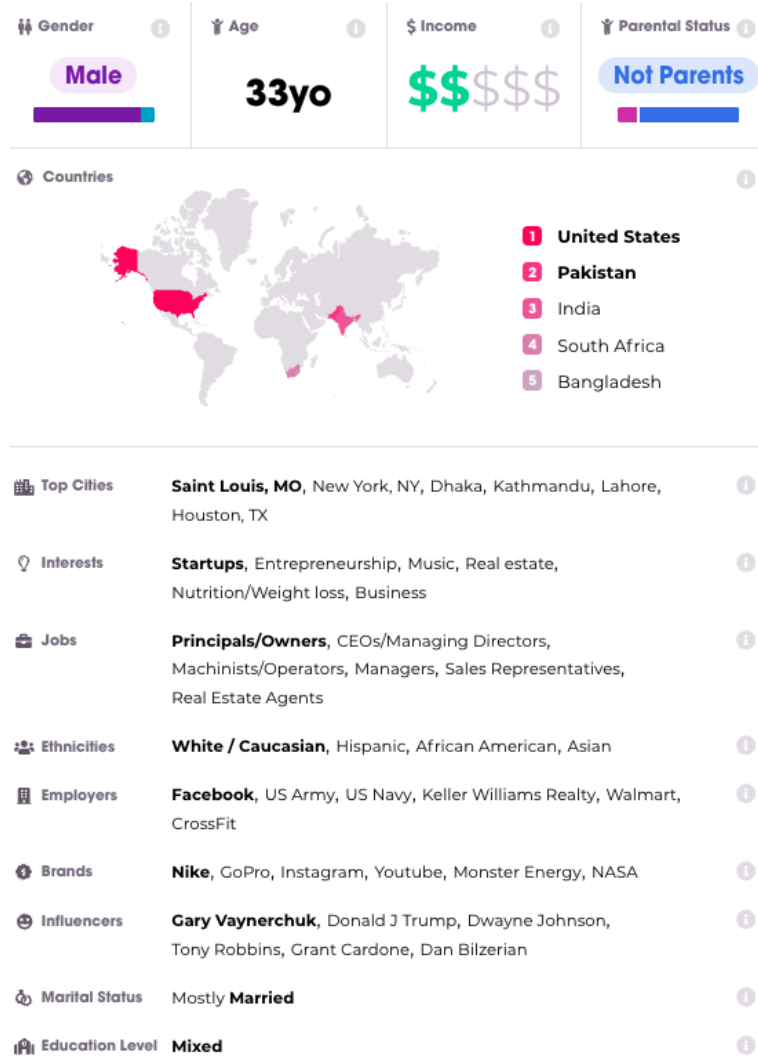 Gender
Age
$ Income
Parental Status
Male
33yo
$$$$$
Not Parents
Countries
1 United States
2 Pakistan
3 India
4 South Africa
5 Bangladesh
Top Cities
Saint Louis, MO, New York, NY, Dhaka, Kathmandu, Lahore,
Houston, TX
Interests
Startups, Entrepreneurship, Music, Real estate,
Nutrition/Weight loss, Business
Jobs
Principals/Owners, CEOs/Managing Directors,
Machinists/Operators, Managers, Sales Representatives,
Real Estate Agents
Ethnicities
White / Caucasian, Hispanic, African American, Asian
Employers
Facebook, US Army, US Navy, Keller Williams Realty, Walmart,
CrossFit
Brands
Nike, GoPro, Instagram, Youtube, Monster Energy, NASA
Influencers
Gary Vaynerchuk, Donald J Trump, Dwayne Johnson,
Tony Robbins, Grant Cardone, Dan Bilzerian
Marital Status
Mostly Married
Education Level
Mixed